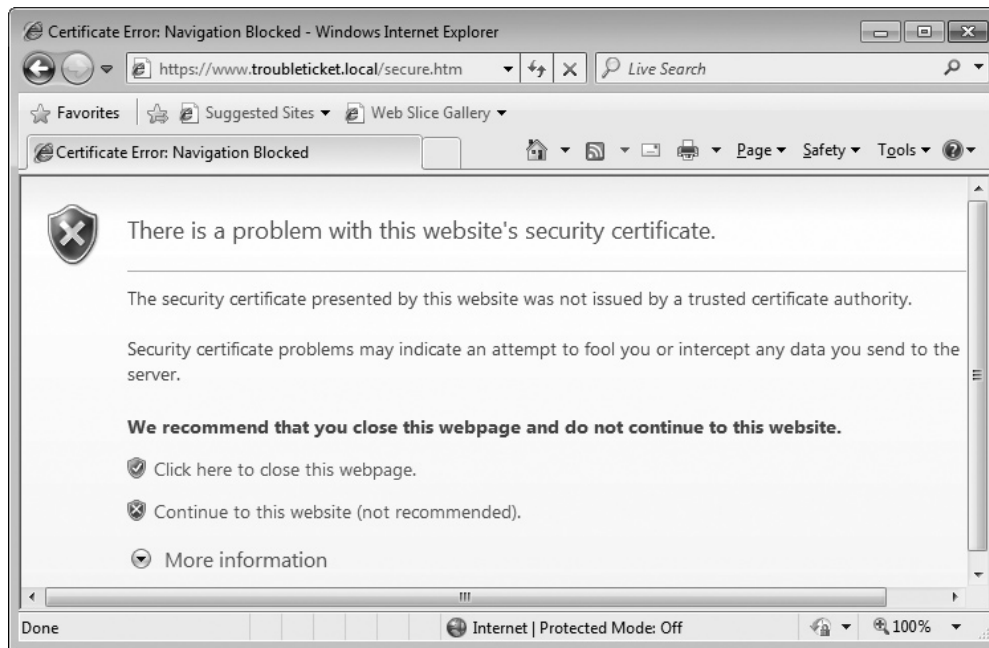 Certificate Error: Navigation Blocked - Windows Internet Explorer
https://www.troubleticket.local/secure.htm
Live Search
Favorites
Suggested Sites
Web Slice Gallery
Certificate Error: Navigation Blocked
Page
Safety
Tools
There is a problem with this website's security certificate.
The security certificate presented by this website was not issued by a trusted certificate authority.
Security certificate problems may indicate an attempt to fool you or intercept any data you send to the
server.
We recommend that you close this webpage and do not continue to this website.
Click here to close this webpage.
Continue to this website (not recommended).
More information
Done
Internet | Protected Mode: Off
100%